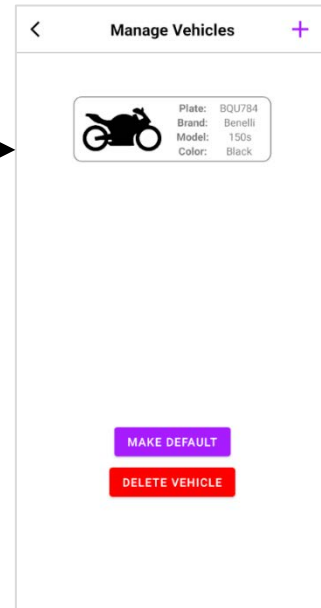 Manage Vehicles
Plate: BQU784
Brand: Benelli
Model: 150s
Color: Black
MAKE DEFAULT
DELETE VEHICLE